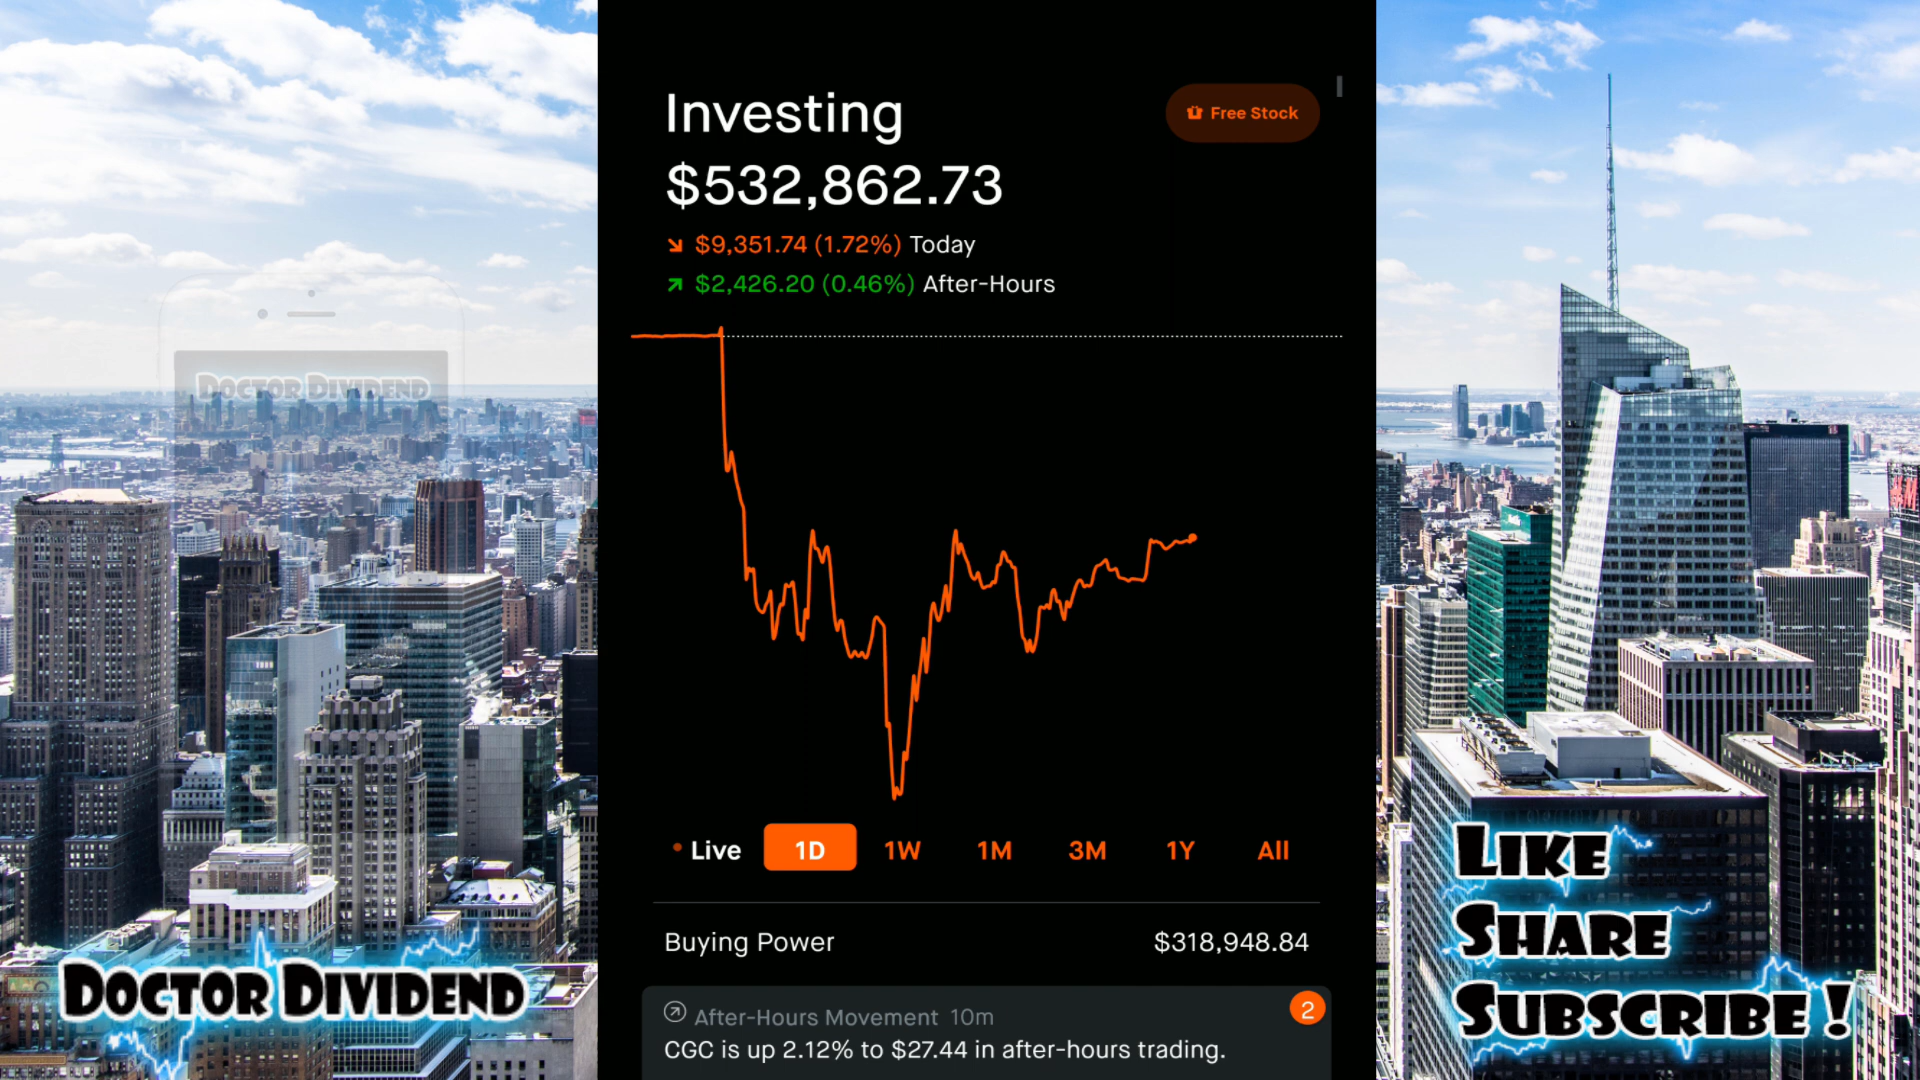 Investing
Free Stock
$532,862.73
$9,351.74 (1.72%) Today
$2,426.20 (0.46%) After-Hours
DOCTOR DIVIDEND
Live 1D 1W 1M 3M 1Y All
Buying Power $318,948.84
After-Hours Movement 10m
2
CGC is up 2.12% to $27.44 in after-hours trading.
DOCTOR DIVIDEND
LIKE
SHARE
SUBSCRIBE !